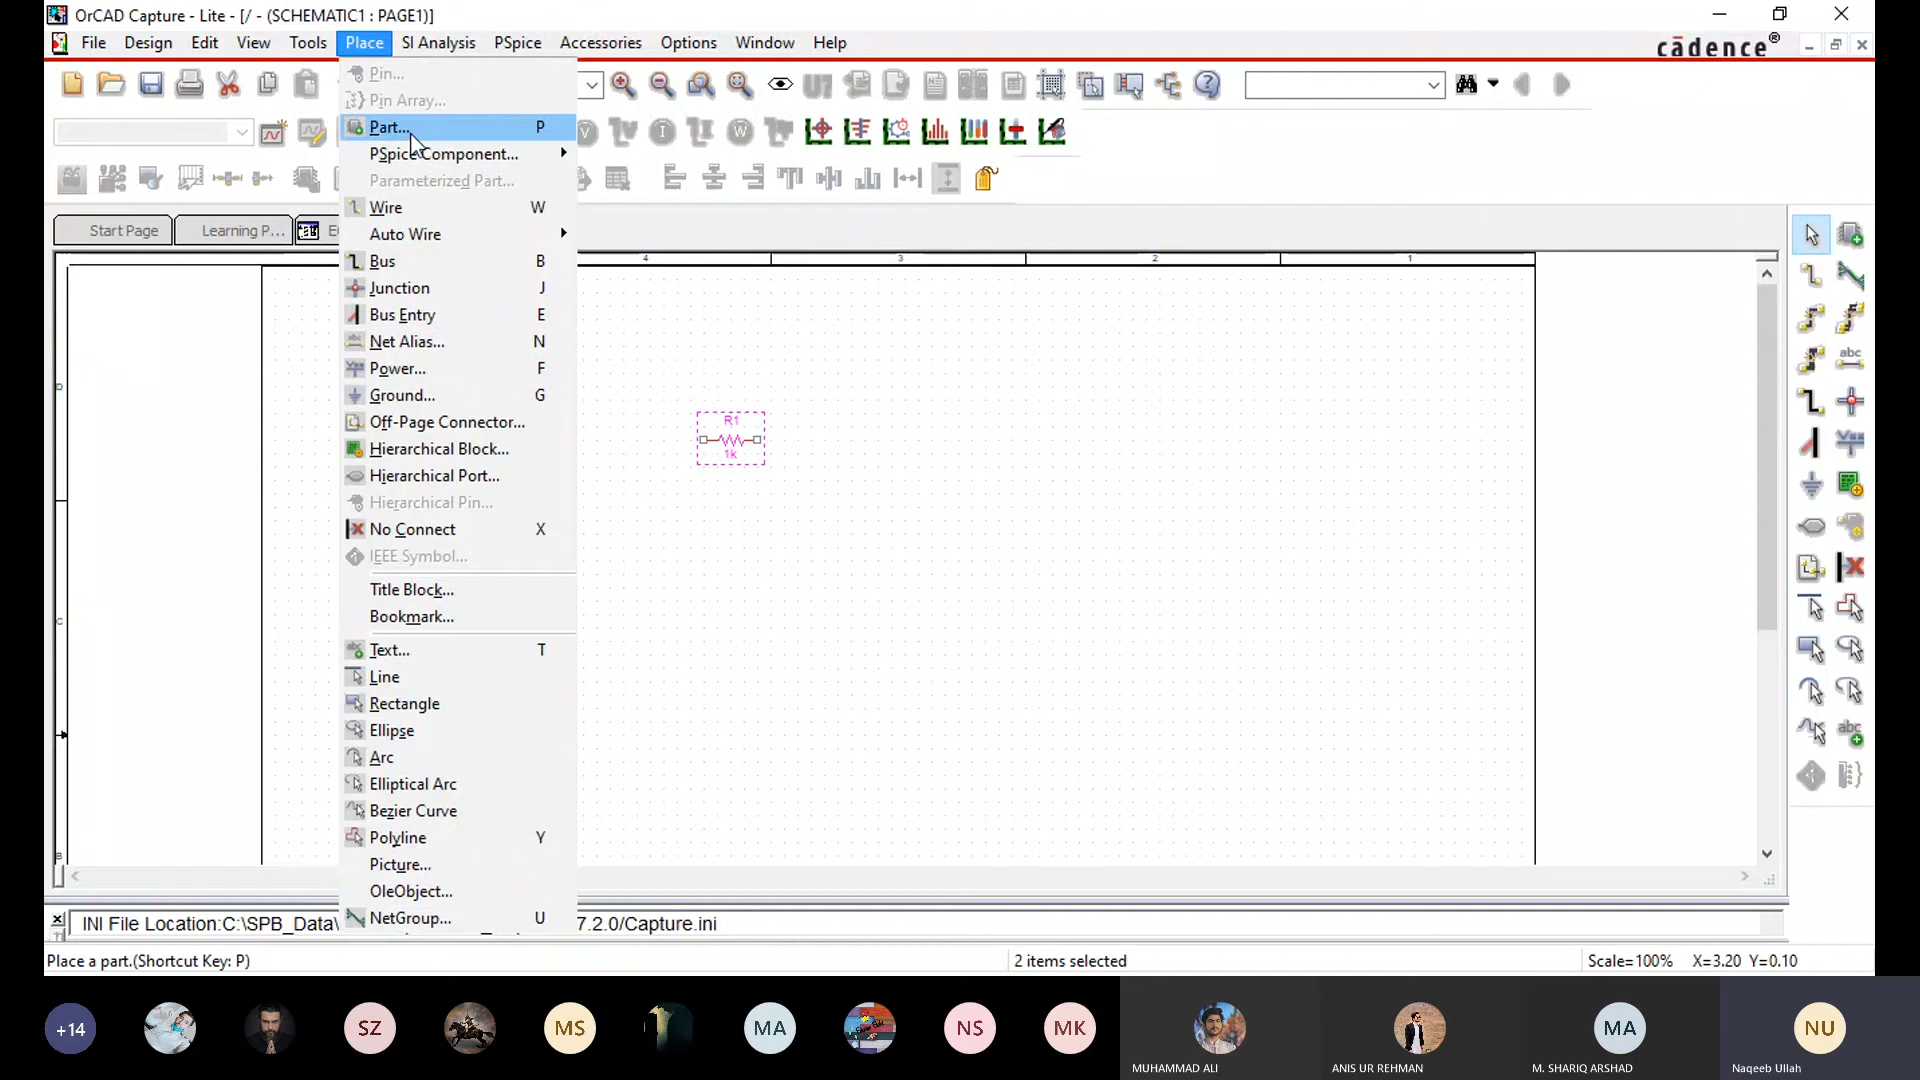 OrCAD Capture - Lite - [/ - (SCHEMATIC1 : PAGE1)]
File Design Edit View Tools Place SI Analysis PSpice Accessories Options Window Help
cādence®
Pin...
Pin Array...
Part... P
PSpice Component...
Parameterized Part...
Wire W
Auto Wire
Bus B
Junction J
Bus Entry E
Net Alias... N
Power... F
Ground... G
Off-Page Connector...
Hierarchical Block...
Hierarchical Port...
Hierarchical Pin...
No Connect X
IEEE Symbol...
Title Block...
Bookmark...
Text... T
Line
Rectangle
Ellipse
Arc
Elliptical Arc
Bezier Curve
Polyline Y
Picture...
OleObject...
NetGroup... U
Start Page Learning P...
4 3 2 1
D
C
B
R1
1k
INI File Location:C:\SPB_Data\
7.2.0/Capture.ini
Place a part.(Shortcut Key: P) 2 items selected Scale=100% X=3.20 Y=0.10
+14 SZ MS MA NS MK MA NU
MUHAMMAD ALI ANIS UR REHMAN M. SHARIQ ARSHAD Naqeeb Ullah